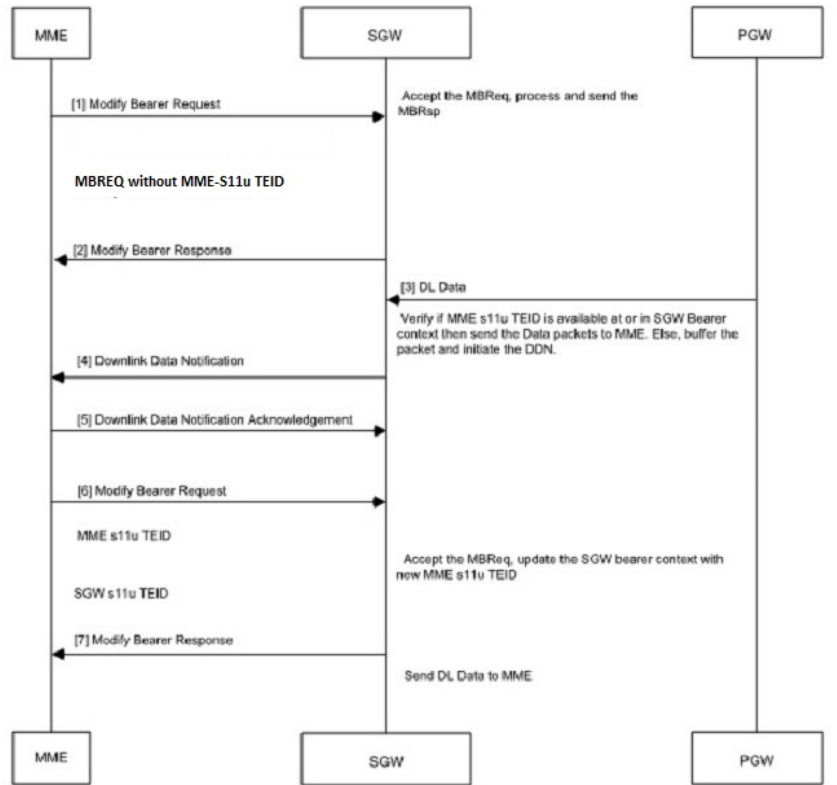 MME
SGW
PGW
[1] Modify Bearer Request
Accept the MBReq, process and send the
MBRsp
MBREQ without MME-S11u TEID
[2] Modify Bearer Response
[3] DL Data
Verify if MME s11u TEID is available at or in SGW Bearer
context then send the Data packets to MME. Else, buffer the
packet and initiate the DDN.
[4] Downlink Data Notification
[5] Downlink Data Notification Acknowledgement
[6] Modify Bearer Request
MME s11u TEID
Accept the MBReq, update the SGW bearer context with
new MME s11u TEID
SGW s11u TEID
[7] Modify Bearer Response
Send DL Data to MME
MME
SGW
PGW